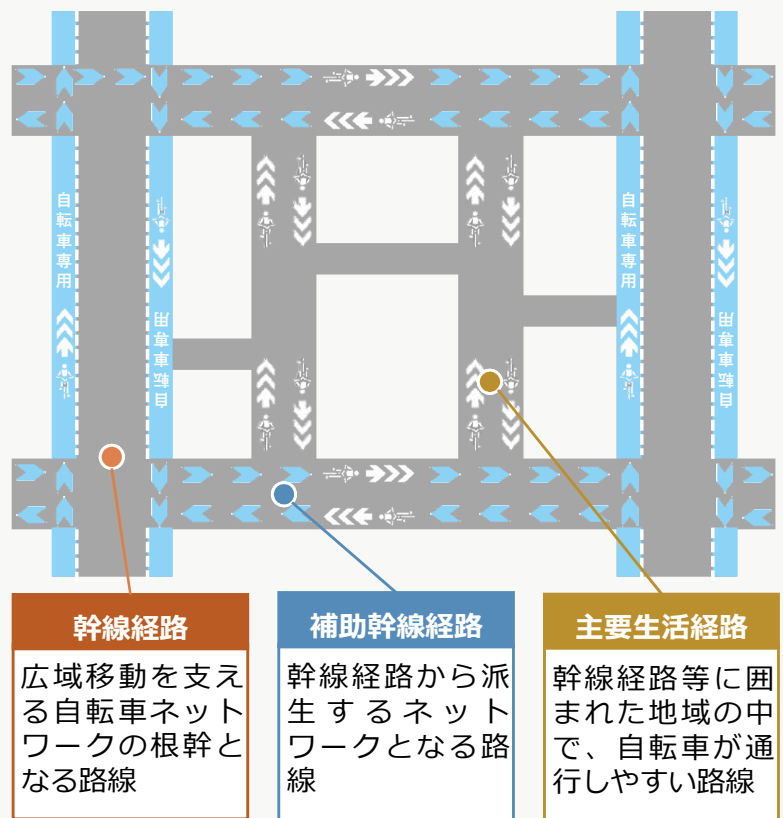 自転車専用
自転車専用
自転車専用
自転車専用
幹線経路
広域移動を支え
る自転車ネット
ワークの根幹と
なる路線
補助幹線経路
幹線経路から派
生するネット
ワークとなる路
線
主要生活経路
幹線経路等に囲
まれた地域の中
で、自転車が通
行しやすい路線